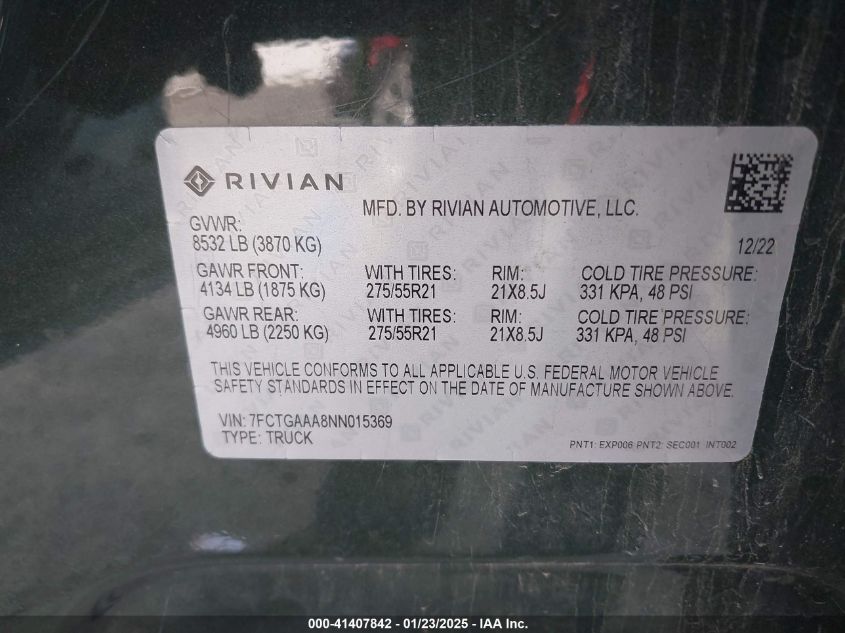 RIVIAN
MFD. BY RIVIAN AUTOMOTIVE, LLC.
GVWR:
8532 LB (3870 KG)
12/22
GAWR FRONT: WITH TIRES: RIM: COLD TIRE PRESSURE:
4134 LB (1875 KG) 275/55R21 21X8.5J 331 KPA, 48 PSI
GAWR REAR: WITH TIRES: RIM: COLD TIRE PRESSURE:
4960 LB (2250 KG) 275/55R21 21X8.5J 331 KPA, 48 PSI
THIS VEHICLE CONFORMS TO ALL APPLICABLE U.S. FEDERAL MOTOR VEHICLE
SAFETY STANDARDS IN EFFECT ON THE DATE OF MANUFACTURE SHOWN ABOVE.
VIN: 7FCTGAAA8NN015369
TYPE: TRUCK
PNT1: EXP006 PNT2: SEC001 INT002
000-41407842 - 01/23/2025 - IAA Inc.